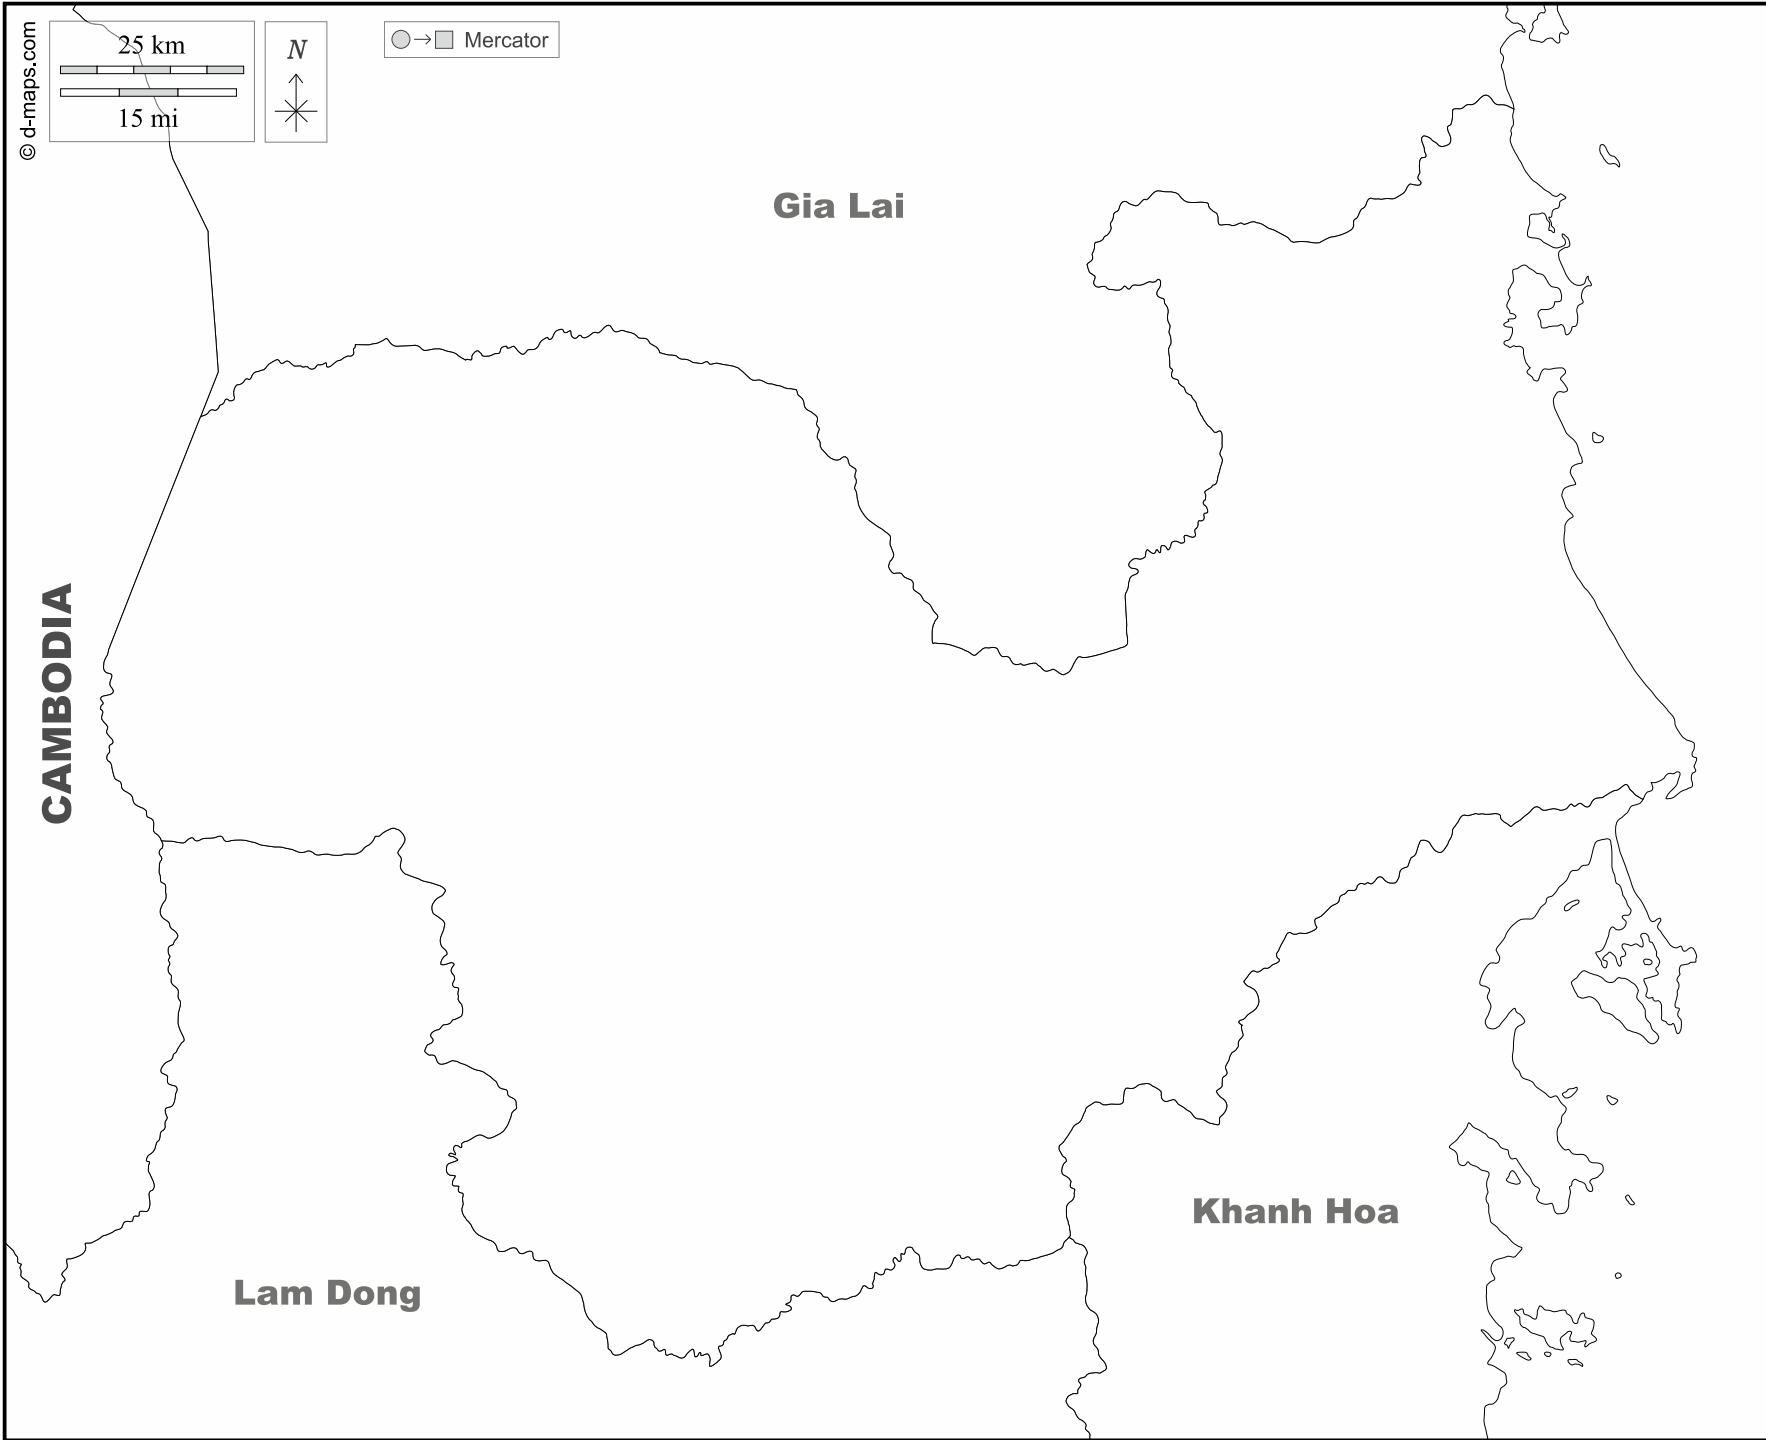 © d-maps.com
25 km
15 mi
N
Mercator
Gia Lai
CAMBODIA
Khanh Hoa
Lam Dong